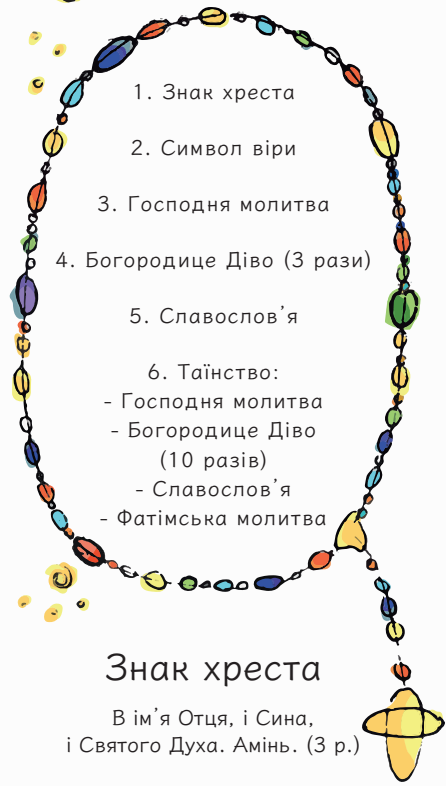 1. Знак хреста
2. Символ віри
3. Господня молитва
4. Богородице Діво (3 рази)
5. Славослов'я
6. Таїнство:
- Господня молитва
- Богородице Діво
(10 разів)
- Славослов'я
- Фатімська молитва
Знак хреста
В ім'я Отця, і Сина,
і Святого Духа. Амінь. (3 р.)